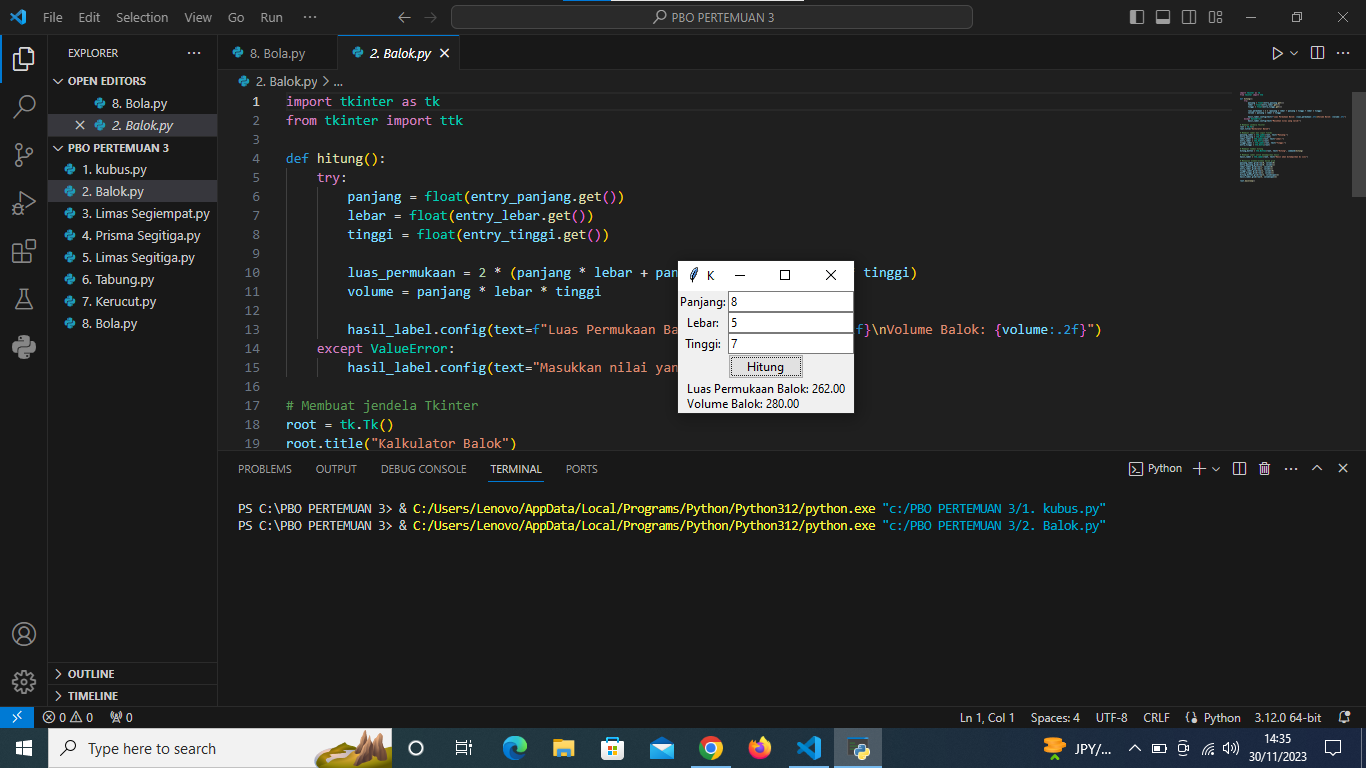 File Edit Selection View Go Run ··· PBO PERTEMUAN 3
EXPLORER ···
OPEN EDITORS
8. Bola.py
2. Balok.py
PBO PERTEMUAN 3
1. kubus.py
2. Balok.py
3. Limas Segiempat.py
4. Prisma Segitiga.py
5. Limas Segitiga.py
6. Tabung.py
7. Kerucut.py
8. Bola.py
OUTLINE
TIMELINE
8. Bola.py 2. Balok.py
2. Balok.py > ...
1 import tkinter as tk
2 from tkinter import ttk
3
4 def hitung():
5 try:
6 panjang = float(entry_panjang.get())
7 lebar = float(entry_lebar.get())
8 tinggi = float(entry_tinggi.get())
9
10 luas_permukaan = 2 * (panjang * lebar + pan tinggi)
11 volume = panjang * lebar * tinggi
12
13 hasil_label.config(text=f"Luas Permukaan Ba f}\nVolume Balok: {volume:.2f}")
14 except ValueError:
15 hasil_label.config(text="Masukkan nilai yan
16
17 # Membuat jendela Tkinter
18 root = tk.Tk()
19 root.title("Kalkulator Balok")
K
Panjang: 8
Lebar: 5
Tinggi: 7
Hitung
Luas Permukaan Balok: 262.00
Volume Balok: 280.00
PROBLEMS OUTPUT DEBUG CONSOLE TERMINAL PORTS Python
PS C:\PBO PERTEMUAN 3> & C:/Users/Lenovo/AppData/Local/Programs/Python/Python312/python.exe "c:/PBO PERTEMUAN 3/1. kubus.py"
PS C:\PBO PERTEMUAN 3> & C:/Users/Lenovo/AppData/Local/Programs/Python/Python312/python.exe "c:/PBO PERTEMUAN 3/2. Balok.py"
0 0 0 Ln 1, Col 1 Spaces: 4 UTF-8 CRLF Python 3.12.0 64-bit
Type here to search JPY/... 14:35
30/11/2023